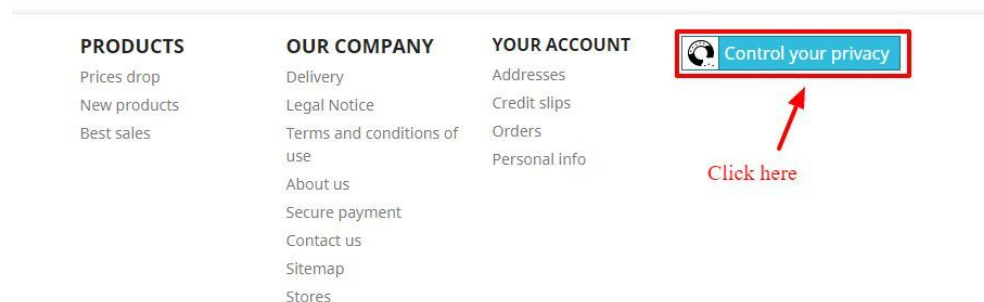 PRODUCTS
Prices drop
New products
Best sales
OUR COMPANY
Delivery
Legal Notice
Terms and conditions of
use
About us
Secure payment
Contact us
Sitemap
Stores
YOUR ACCOUNT
Addresses
Credit slips
Orders
Personal info
Control your privacy
Click here